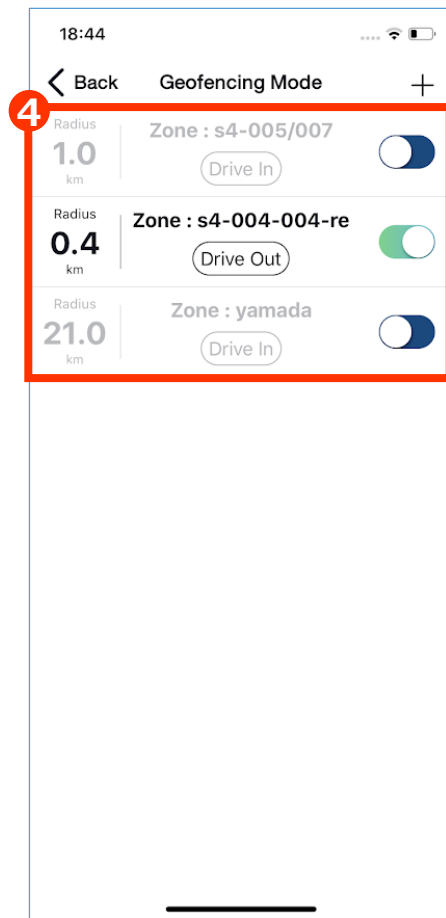 18:44
Back Geofencing Mode +
4
Radius
1.0
km
Zone : s4-005/007
Drive In
Radius
0.4
km
Zone : s4-004-004-re
Drive Out
Radius
21.0
km
Zone : yamada
Drive In